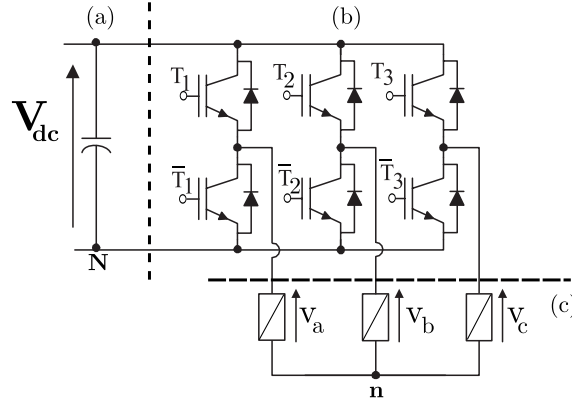 (a) (b)
T1 T2 T3
Vdc
T̅1 T̅2 T̅3
N
(c)
va vb vc
n